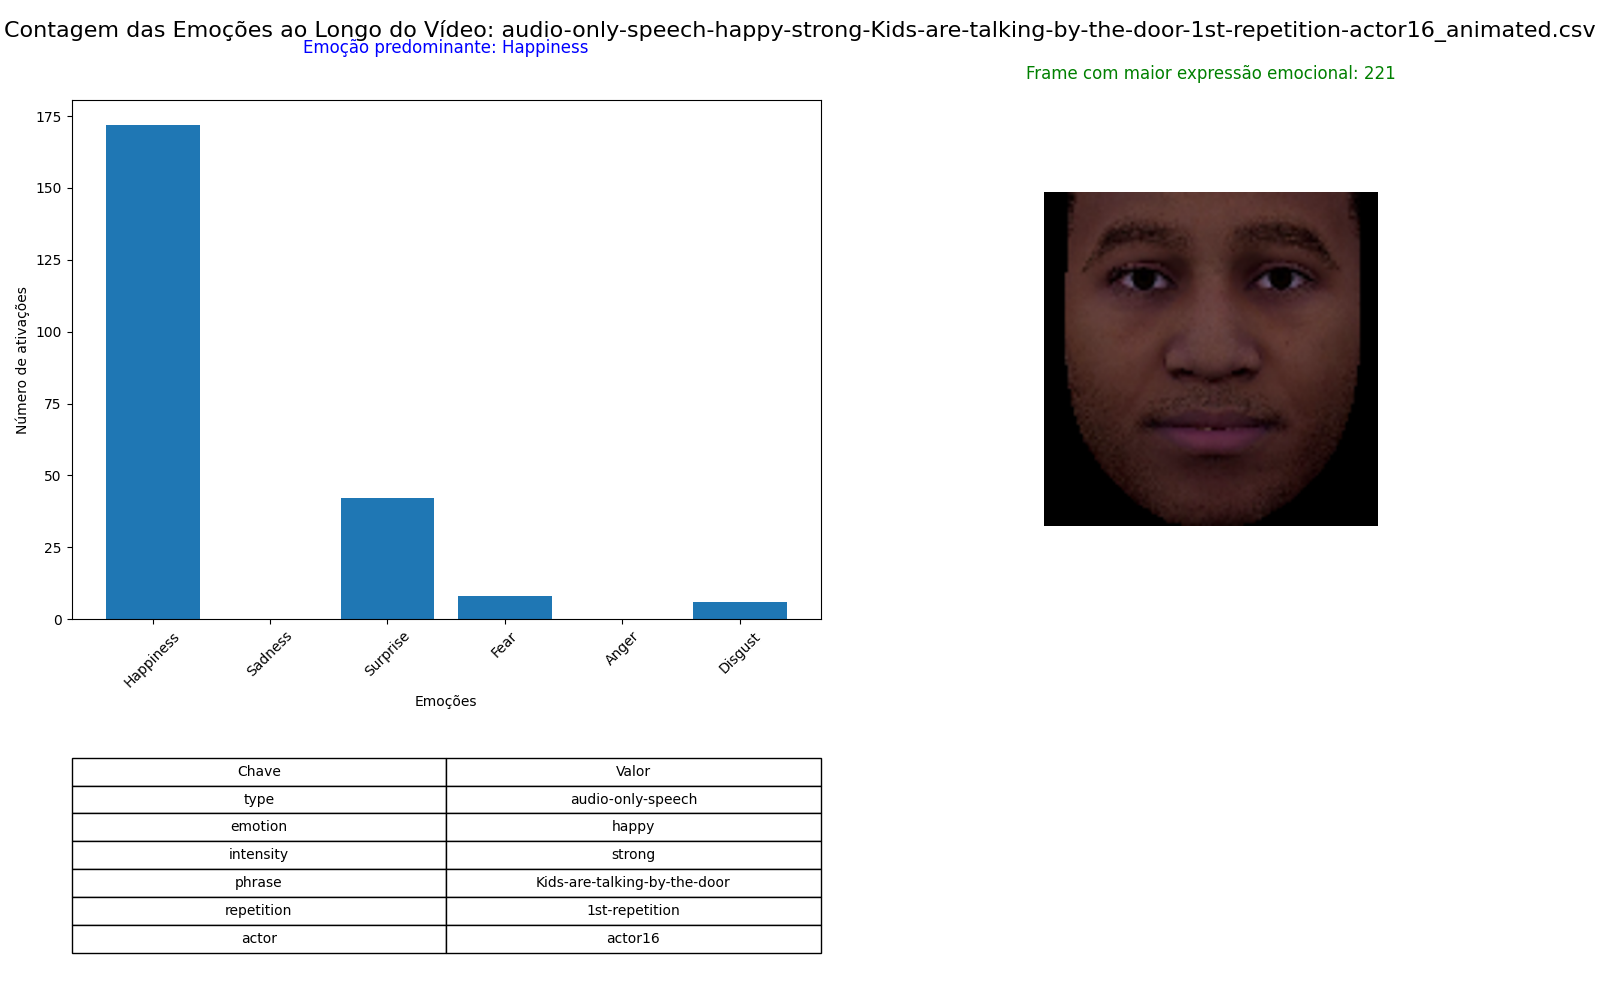 Contagem das Emoções ao Longo do Vídeo: audio-only-speech-happy-strong-Kids-are-talking-by-the-door-1st-repetition-actor16_animated.csv
Emoção predominante: Happiness
Frame com maior expressão emocional: 221
175
150
125
100
75
50
25
0
Número de ativações
Happiness
Sadness
Surprise
Fear
Anger
Disgust
Emoções
Chave Valor
type audio-only-speech
emotion happy
intensity strong
phrase Kids-are-talking-by-the-door
repetition 1st-repetition
actor actor16